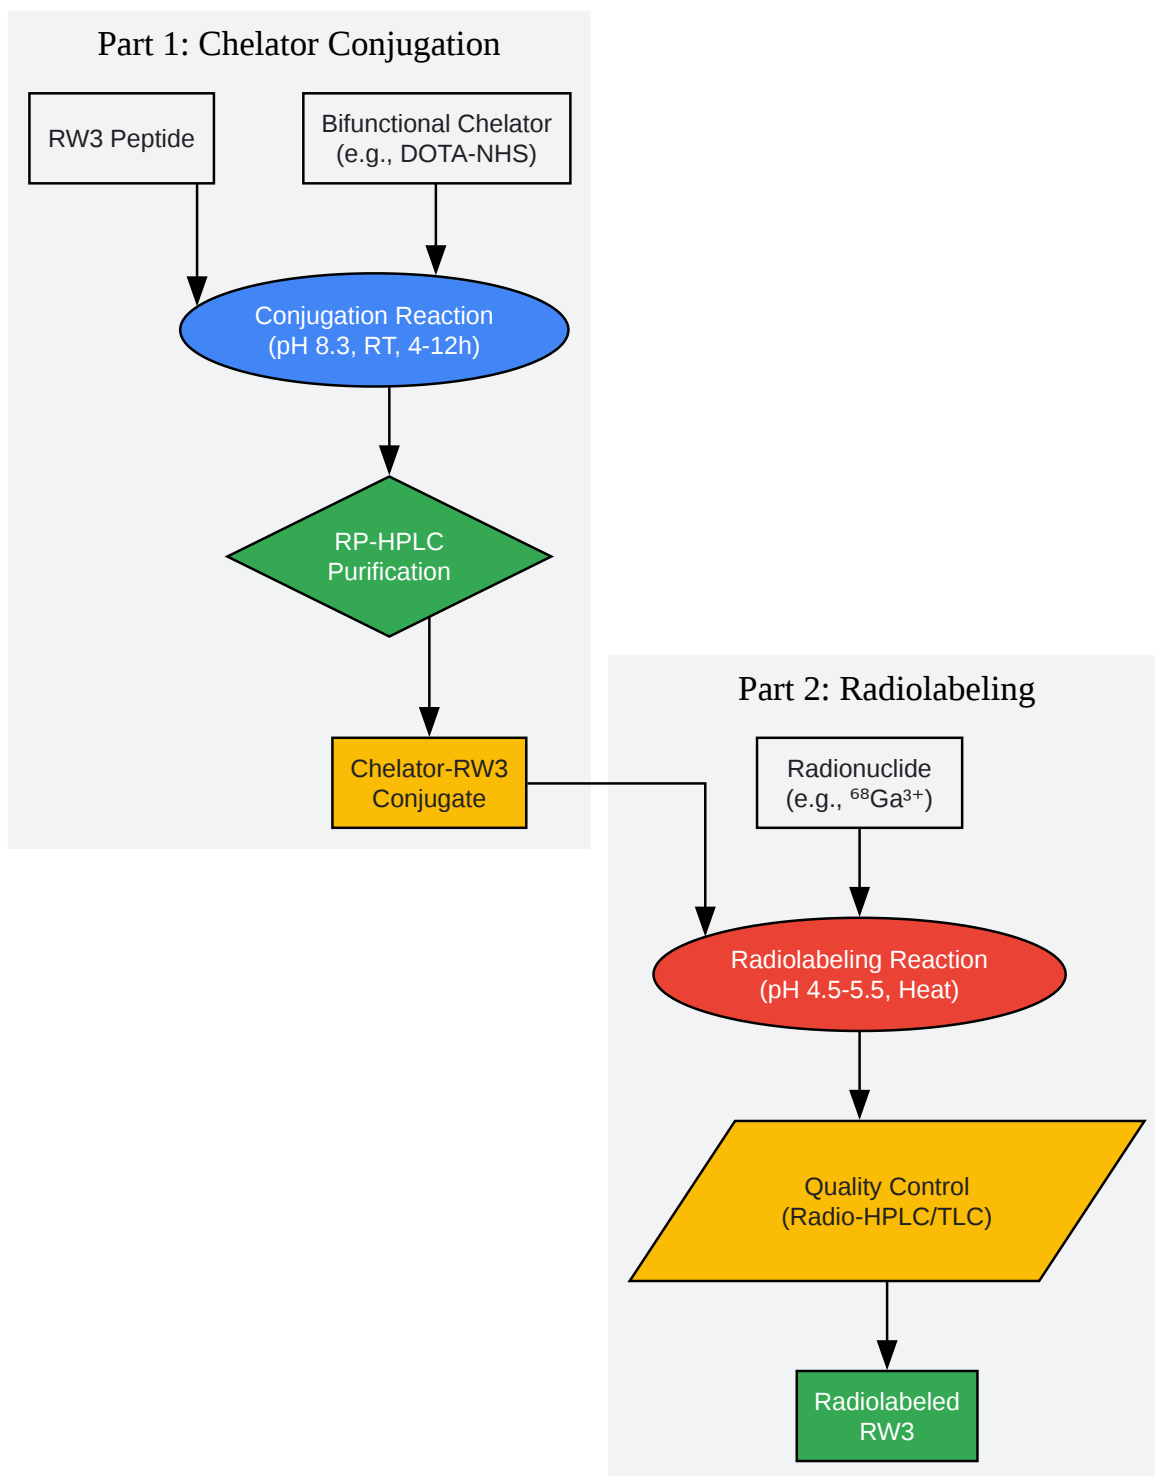 Part 1: Chelator Conjugation
RW3 Peptide
Bifunctional Chelator
(e.g., DOTA-NHS)
Conjugation Reaction
(pH 8.3, RT, 4-12h)
RP-HPLC
Purification
Chelator-RW3
Conjugate
Part 2: Radiolabeling
Radionuclide
(e.g., ⁶⁸Ga³⁺)
Radiolabeling Reaction
(pH 4.5-5.5, Heat)
Quality Control
(Radio-HPLC/TLC)
Radiolabeled
RW3